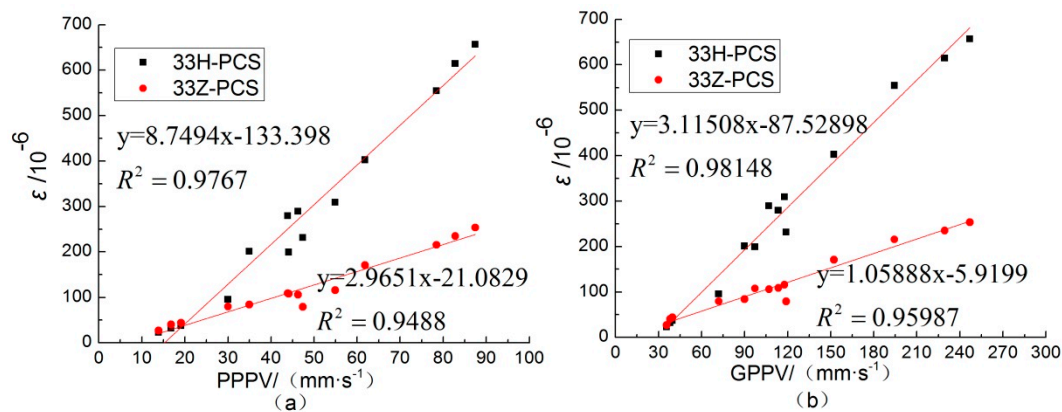 700
600
500
400
300
200
100
0
ε /10⁻⁶
33H-PCS
33Z-PCS
y=8.7494x-133.398
R² = 0.9767
y=2.9651x-21.0829
R² = 0.9488
0 10 20 30 40 50 60 70 80 90 100
PPPV/（mm·s⁻¹）
（a）
700
600
500
400
300
200
100
0
ε /10⁻⁶
33H-PCS
33Z-PCS
y=3.11508x-87.52898
R² = 0.98148
y=1.05888x-5.9199
R² = 0.95987
0 30 60 90 120 150 180 210 240 270 300
GPPV/（mm·s⁻¹）
（b）